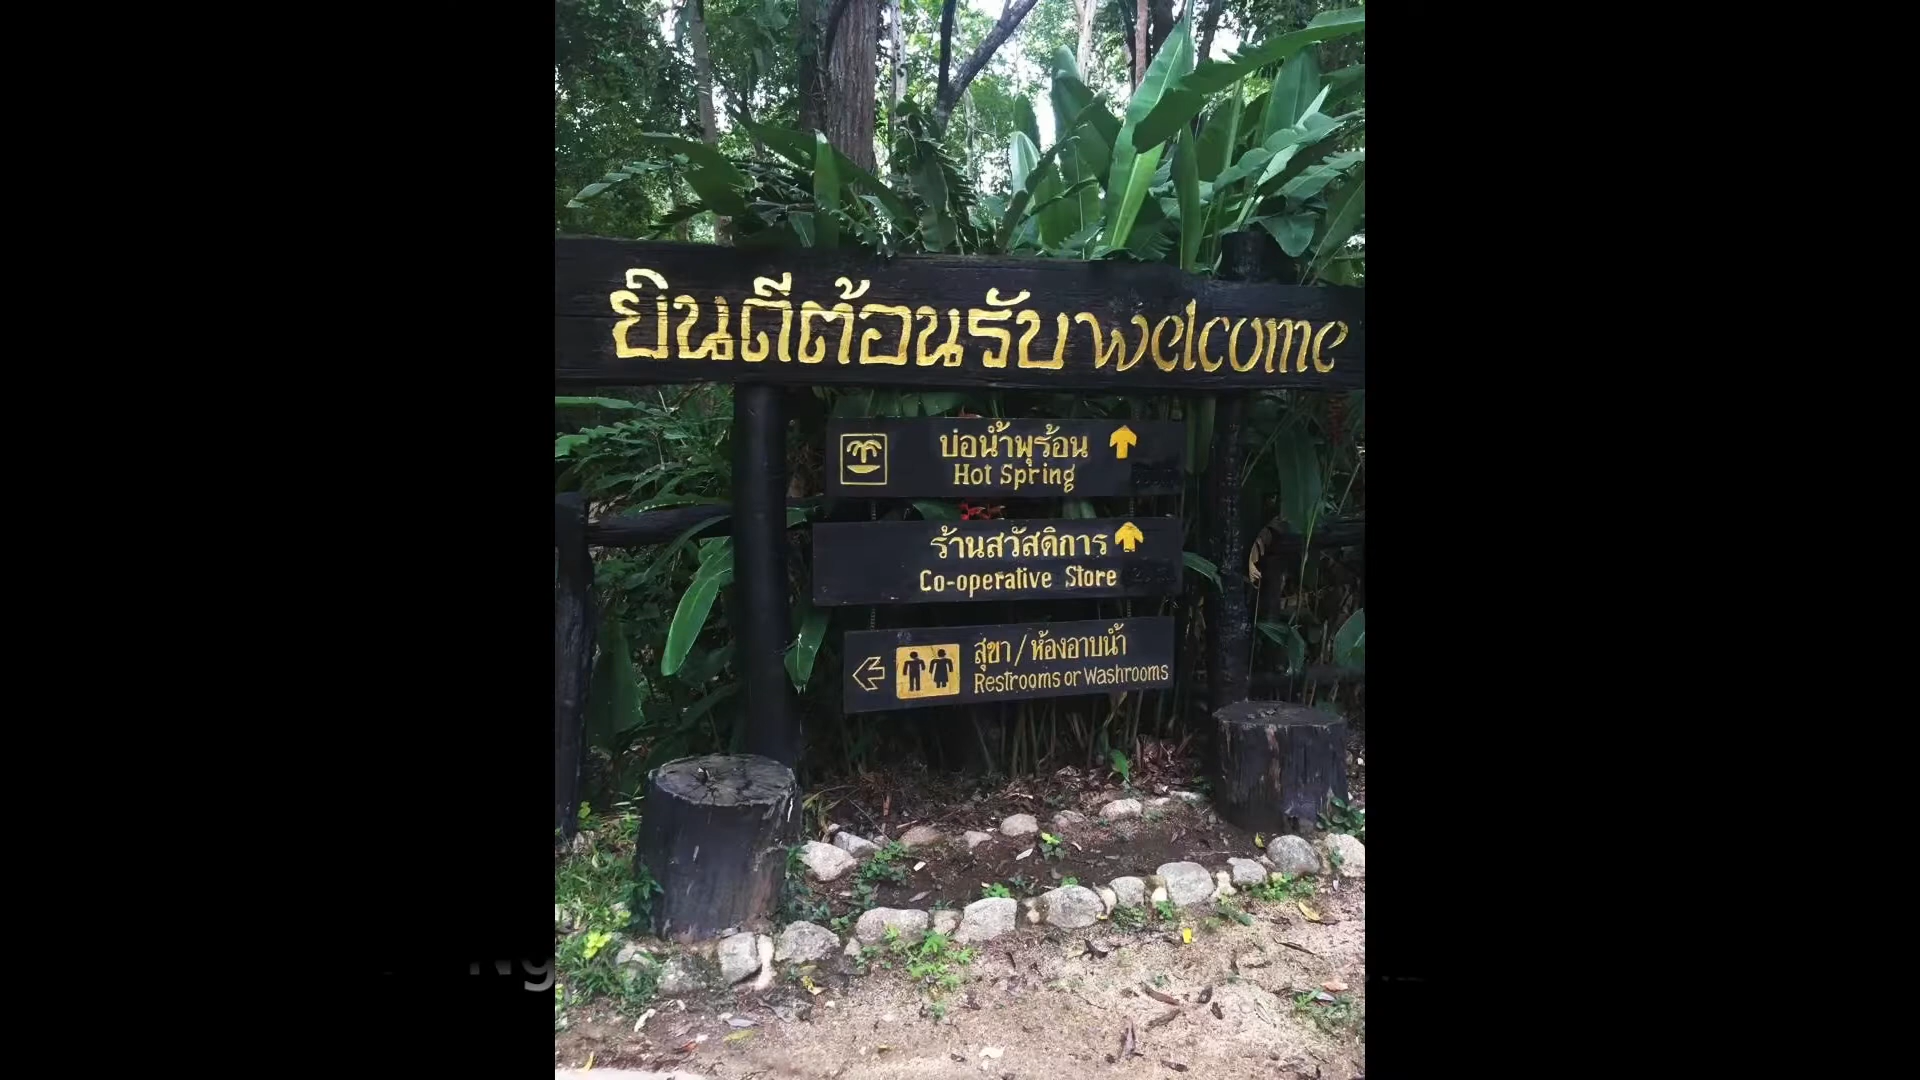 ยินดีต้อนรับ welcome
บ่อน้ำพุร้อน
Hot Spring
ร้านสวัสดิการ
Co-operative Store
สุขา / ห้องอาบน้ำ
Restrooms or Washrooms